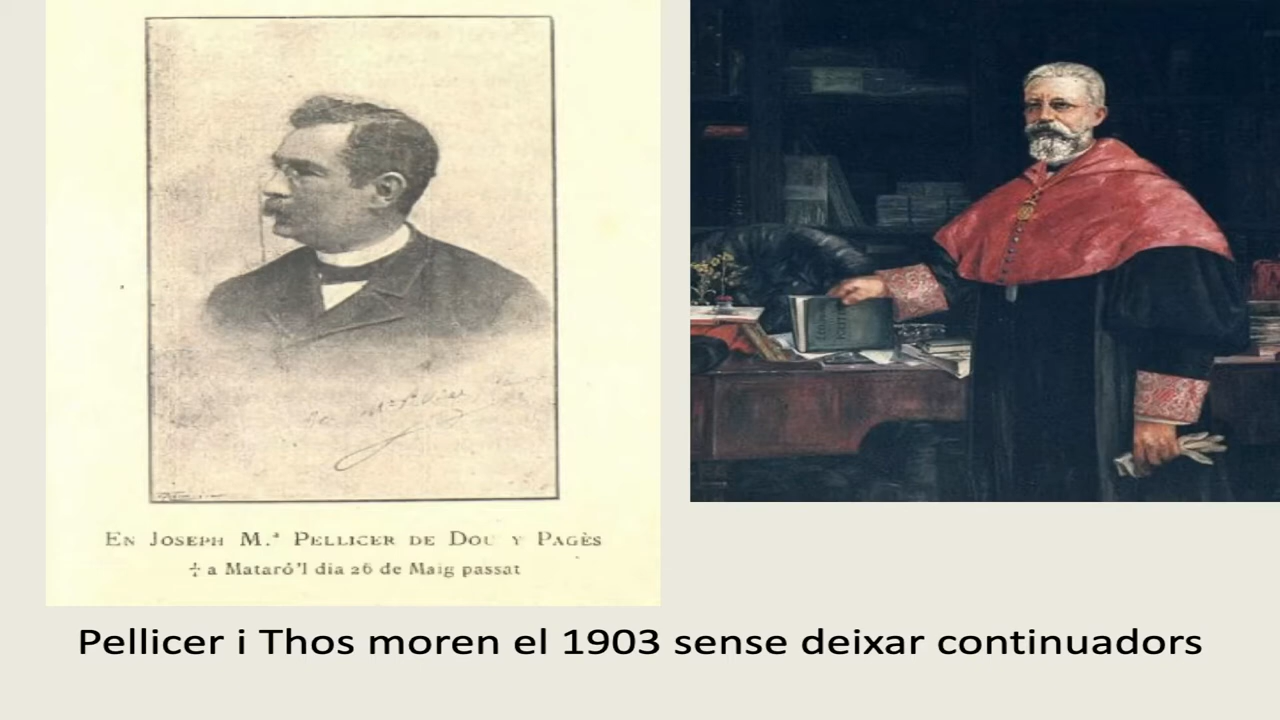 En Joseph M.ª Pellicer de Dou y Pagès
† a Mataró'l dia 26 de Maig passat
Pellicer i Thos moren el 1903 sense deixar continuadors